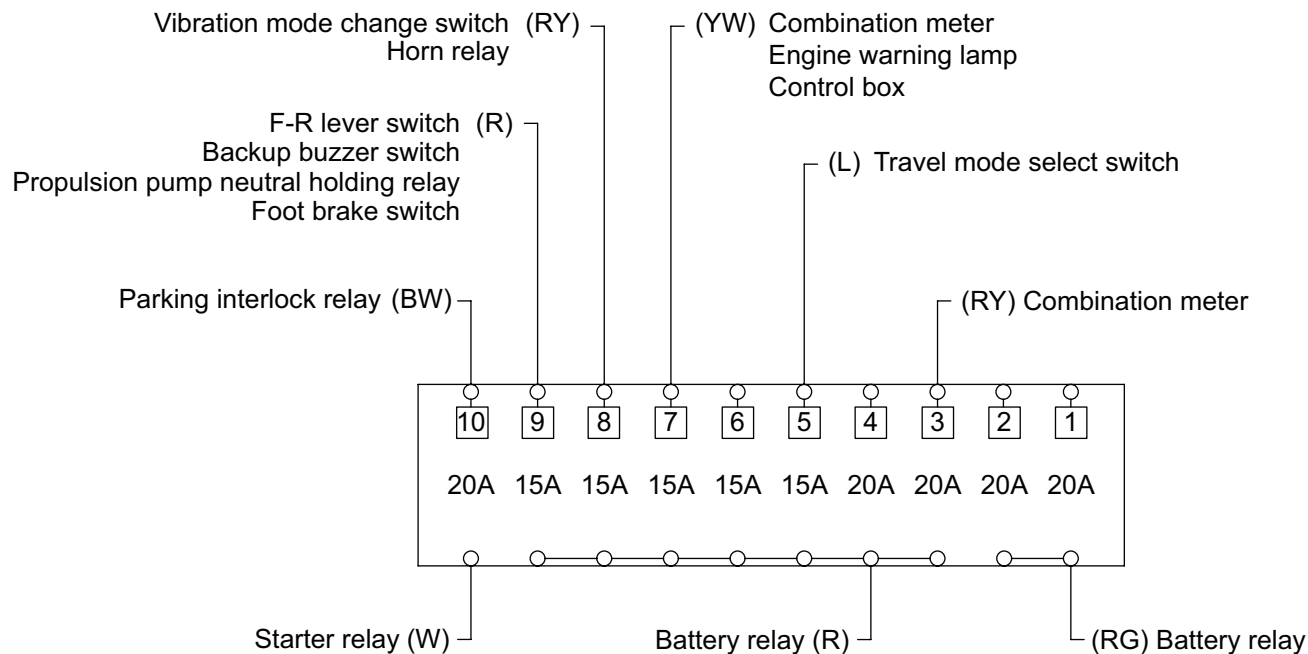 Vibration mode change switch (RY)
Horn relay
(YW) Combination meter
Engine warning lamp
Control box
F-R lever switch (R)
Backup buzzer switch
Propulsion pump neutral holding relay
Foot brake switch
(L) Travel mode select switch
Parking interlock relay (BW)
(RY) Combination meter
10 9 8 7 6 5 4 3 2 1
20A 15A 15A 15A 15A 15A 20A 20A 20A 20A
Starter relay (W)
Battery relay (R)
(RG) Battery relay